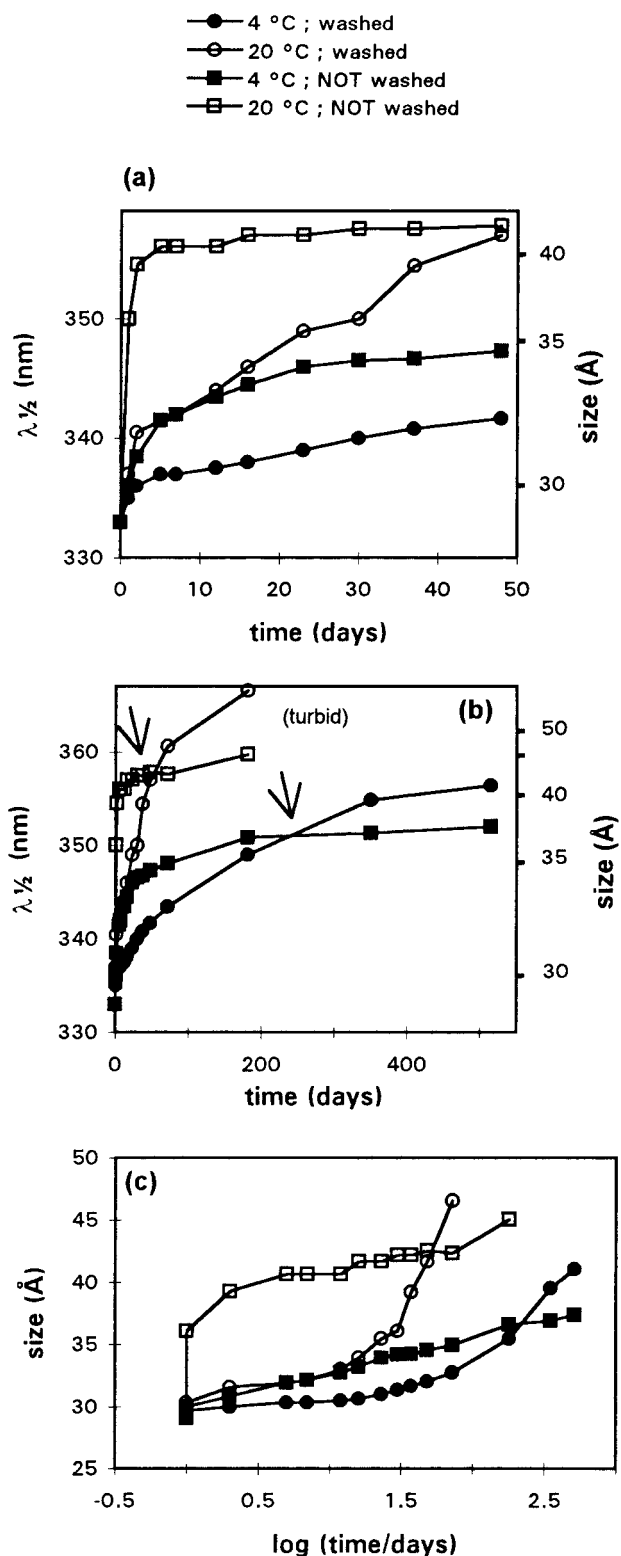 4 °C ; washed
20 °C ; washed
4 °C ; NOT washed
20 °C ; NOT washed
(a)
350
340
330
λ½ (nm)
40
35
30
size (Å)
0 10 20 30 40 50
time (days)
(b)
(turbid)
360
350
340
330
λ½ (nm)
50
40
35
30
size (Å)
0 200 400
time (days)
(c)
50
45
40
35
30
25
size (Å)
-0.5 0.5 1.5 2.5
log (time/days)